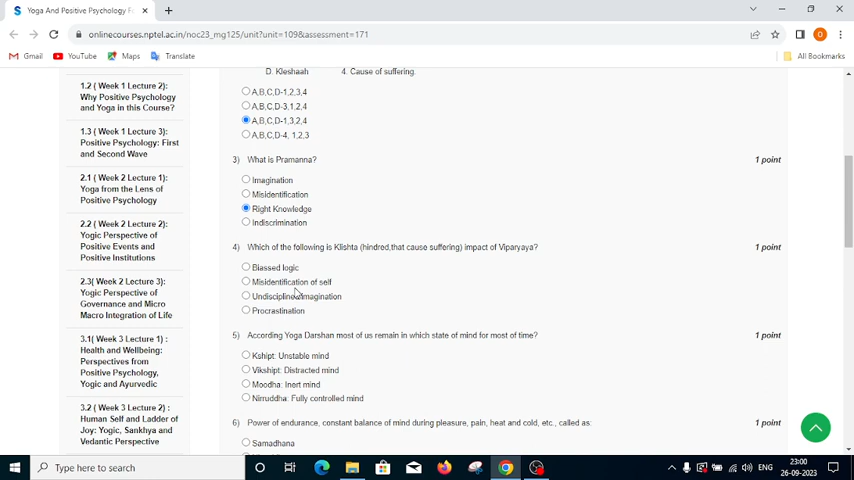 Yoga And Positive Psychology F
onlinecourses.nptel.ac.in/noc23_mg125/unit?unit=109&assessment=171
O
Gmail
YouTube
Maps
Translate
All Bookmarks
D. Kleshaah 4. Cause of suffering.
1.2 ( Week 1 Lecture 2):
Why Positive Psychology
and Yoga in this Course?
1.3 ( Week 1 Lecture 3):
Positive Psychology: First
and Second Wave
2.1 ( Week 2 Lecture 1):
Yoga from the Lens of
Positive Psychology
2.2 ( Week 2 Lecture 2):
Yogic Perspective of
Positive Events and
Positive Institutions
2.3( Week 2 Lecture 3):
Yogic Perspective of
Governance and Micro
Macro Integration of Life
3.1( Week 3 Lecture 1) :
Health and Wellbeing:
Perspectives from
Positive Psychology,
Yogic and Ayurvedic
3.2 ( Week 3 Lecture 2) :
Human Self and Ladder of
Joy: Yogic, Sankhya and
Vedantic Perspective
A,B,C,D-1,2,3,4
A,B,C,D-3,1,2,4
A,B,C,D-1,3,2,4
A,B,C,D-4, 1,2,3
3) What is Pramanna? 1 point
Imagination
Misidentification
Right Knowledge
Indiscrimination
4) Which of the following is Klishta (hindred,that cause suffering) impact of Viparyaya? 1 point
Biassed logic
Misidentification of self
Undisciplined imagination
Procrastination
5) According Yoga Darshan most of us remain in which state of mind for most of time? 1 point
Kshipt: Unstable mind
Vikshipt: Distracted mind
Moodha: Inert mind
Nirruddha: Fully controlled mind
6) Power of endurance, constant balance of mind during pleasure, pain, heat and cold, etc., called as: 1 point
Samadhana
Type here to search
ENG
23:00
26-09-2023